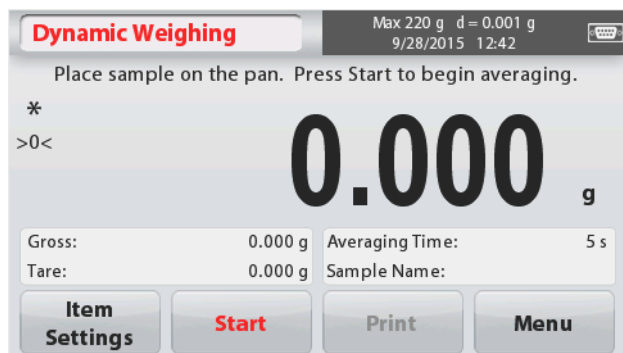 Dynamic Weighing
Max 220 g d = 0.001 g
9/28/2015 12:42
Place sample on the pan. Press Start to begin averaging.
*
>0<
0.000 g
Gross: 0.000 g
Tare: 0.000 g
Averaging Time: 5 s
Sample Name:
Item
Settings
Start
Print
Menu